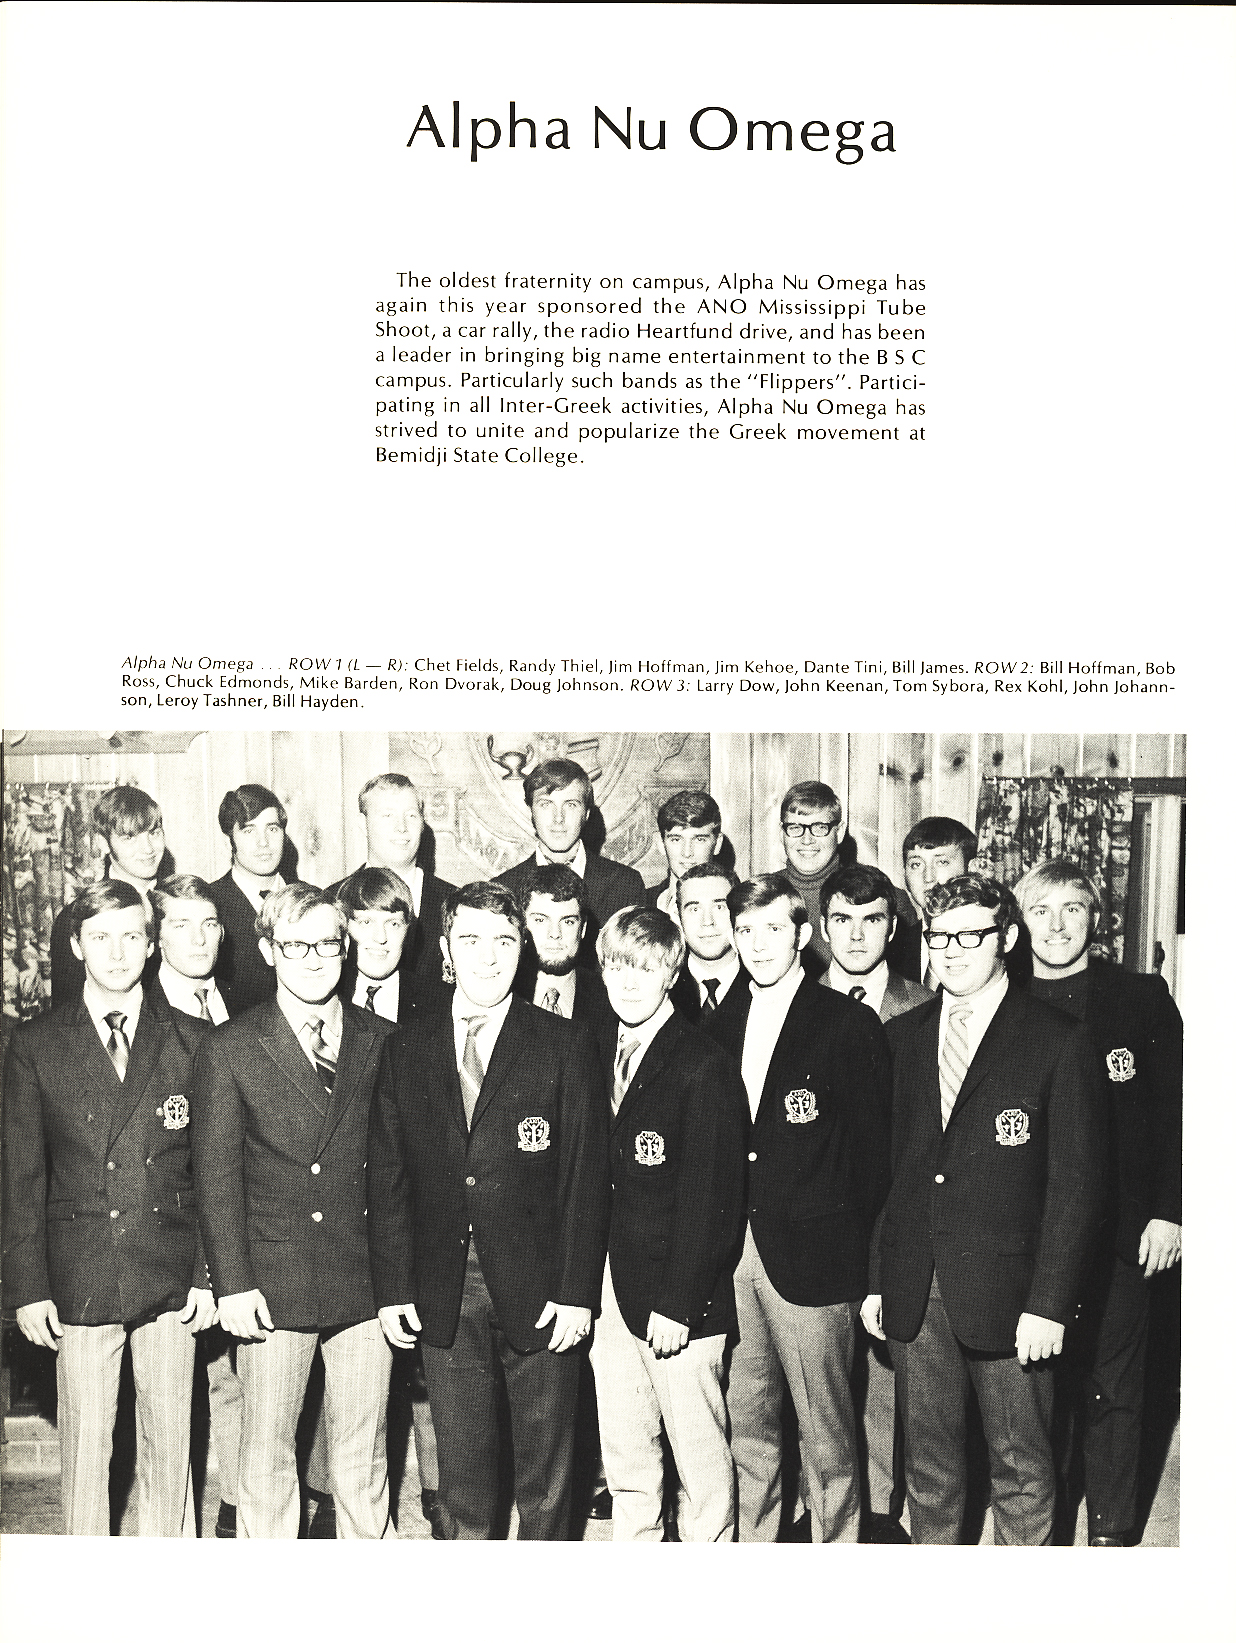 Alpha Nu Omega
The oldest fraternity on campus, Alpha Nu Omega has
again this year sponsored the ANO Mississippi Tube
Shoot, a car rally, the radio Heartfund drive, and has been
a leader in bringing big name entertainment to the B S C
campus. Particularly such bands as the "Flippers". Partici-
pating in all Inter-Greek activities, Alpha Nu Omega has
strived to unite and popularize the Greek movement at
Bemidji State College.
Alpha Nu Omega . . . ROW 1 (L — R): Chet Fields, Randy Thiel, Jim Hoffman, Jim Kehoe, Dante Tini, Bill James. ROW 2: Bill Hoffman, Bob
Ross, Chuck Edmonds, Mike Barden, Ron Dvorak, Doug Johnson. ROW 3: Larry Dow, John Keenan, Tom Sybora, Rex Kohl, John Johann-
son, Leroy Tashner, Bill Hayden.